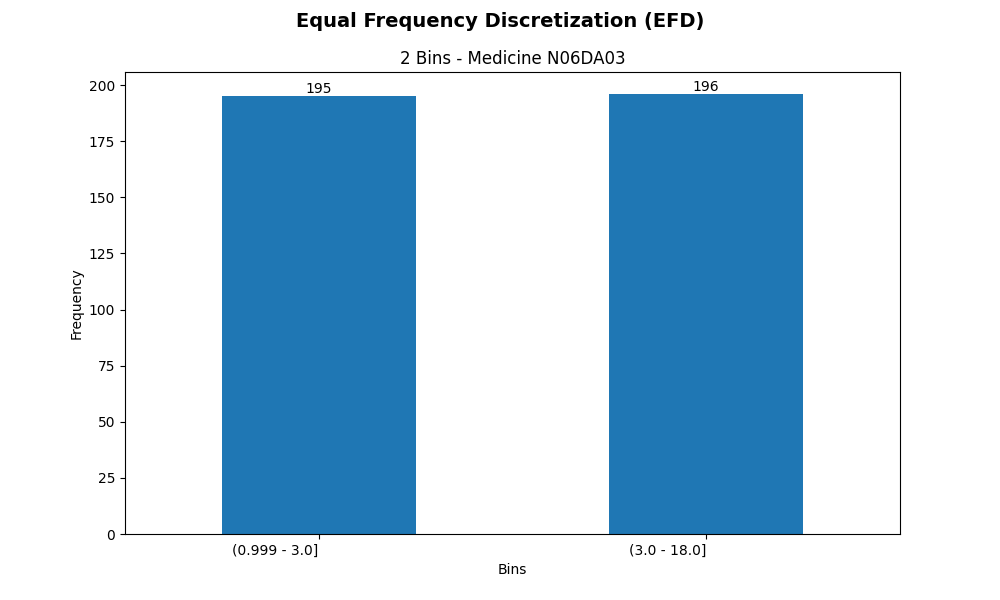 Equal Frequency Discretization (EFD)
2 Bins - Medicine N06DA03
200
175
150
125
100
75
50
25
0
Frequency
195
196
(0.999 - 3.0]
(3.0 - 18.0]
Bins